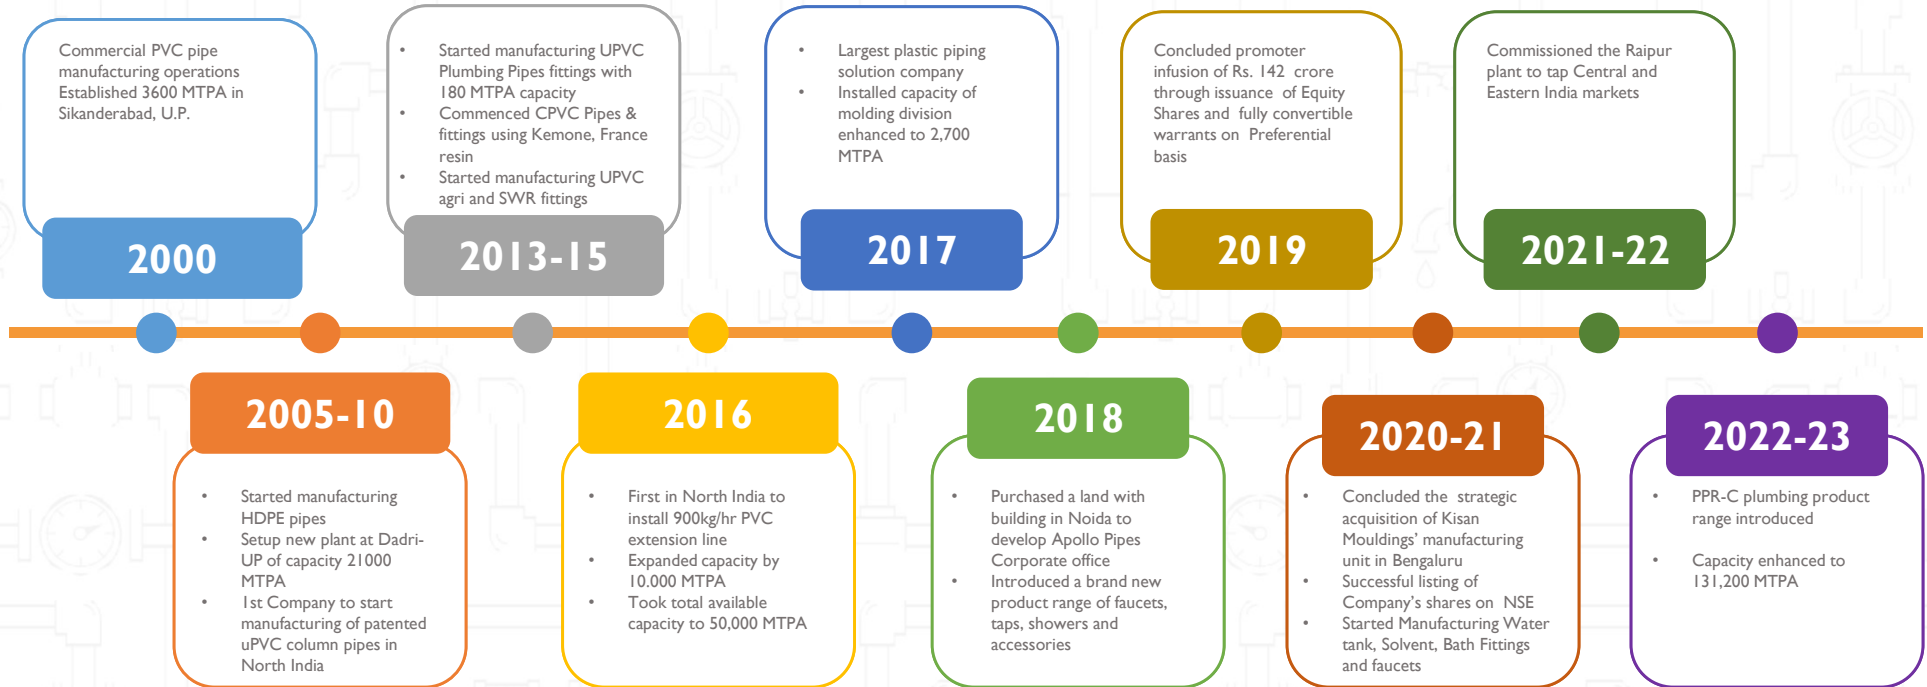 Commercial PVC pipe
manufacturing operations
Established 3600 MTPA in
Sikanderabad, U.P.
2000
• Started manufacturing UPVC
Plumbing Pipes fittings with
180 MTPA capacity
• Commenced CPVC Pipes &
fittings using Kemone, France
resin
• Started manufacturing UPVC
agri and SWR fittings
2013-15
• Largest plastic piping
solution company
• Installed capacity of
molding division
enhanced to 2,700
MTPA
2017
Concluded promoter
infusion of Rs. 142 crore
through issuance of Equity
Shares and fully convertible
warrants on Preferential
basis
2019
Commissioned the Raipur
plant to tap Central and
Eastern India markets
2021-22
2005-10
• Started manufacturing
HDPE pipes
• Setup new plant at Dadri-
UP of capacity 21000
MTPA
• 1st Company to start
manufacturing of patented
uPVC column pipes in
North India
2016
• First in North India to
install 900kg/hr PVC
extension line
• Expanded capacity by
10.000 MTPA
• Took total available
capacity to 50,000 MTPA
2018
• Purchased a land with
building in Noida to
develop Apollo Pipes
Corporate office
• Introduced a brand new
product range of faucets,
taps, showers and
accessories
2020-21
• Concluded the strategic
acquisition of Kisan
Mouldings' manufacturing
unit in Bengaluru
• Successful listing of
Company's shares on NSE
• Started Manufacturing Water
tank, Solvent, Bath Fittings
and faucets
2022-23
• PPR-C plumbing product
range introduced
• Capacity enhanced to
131,200 MTPA